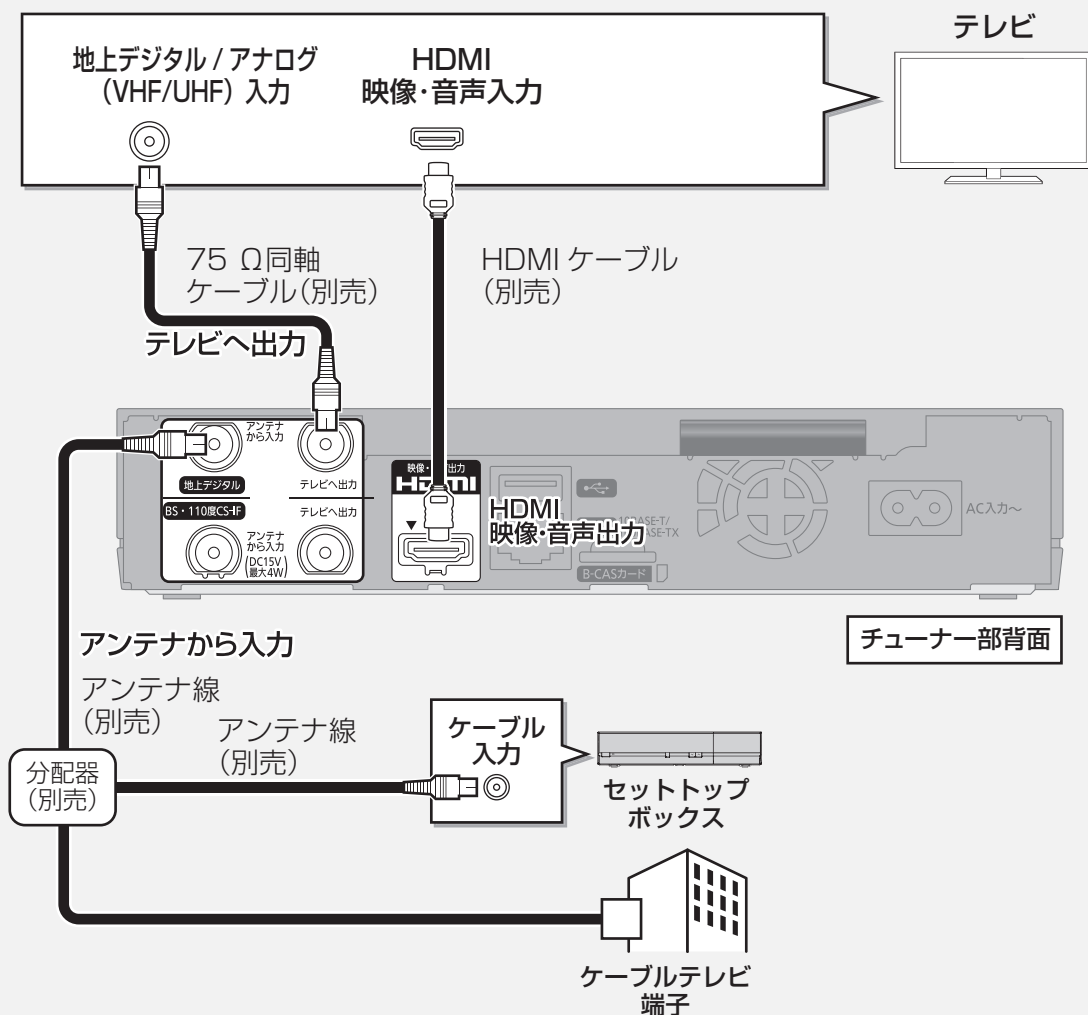 テレビ
地上デジタル / アナログ
(VHF/UHF) 入力
HDMI
映像・音声入力
75 Ω同軸
ケーブル(別売)
HDMI ケーブル
(別売)
テレビへ出力
アンテナ
から入力
地上デジタル
テレビへ出力
BS・110度CS-IF
テレビへ出力
アンテナ
から入力
(DC15V
最大4W)
映像・
出力
HDMI
HDMI
映像・音声出力
AC入力～
B-CASカード
チューナー部背面
アンテナから入力
アンテナ線
(別売)
アンテナ線
(別売)
分配器
(別売)
ケーブル
入力
セットトップ
ボックス
ケーブルテレビ
端子